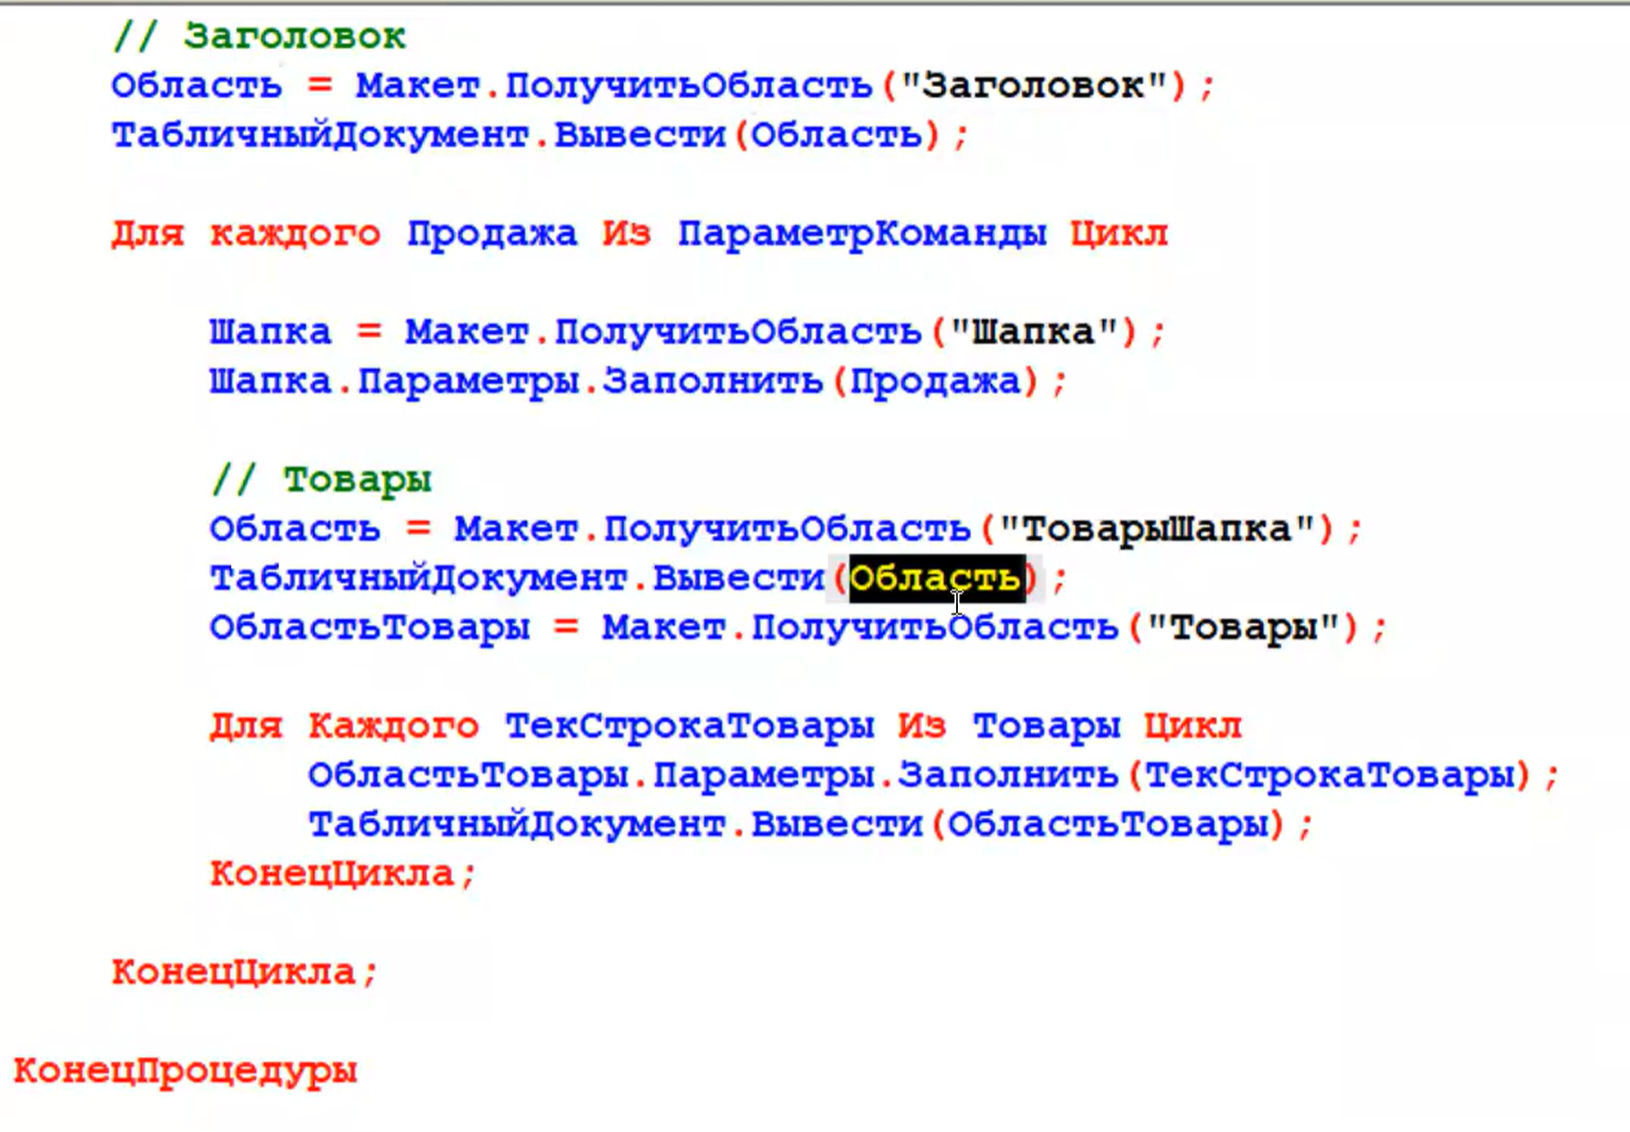 // Заголовок
Область = Макет.ПолучитьОбласть("Заголовок");
ТабличныйДокумент.Вывести(Область);
Для каждого Продажа Из ПараметрКоманды Цикл
Шапка = Макет.ПолучитьОбласть("Шапка");
Шапка.Параметры.Заполнить(Продажа);
// Товары
Область = Макет.ПолучитьОбласть("ТоварыШапка");
ТабличныйДокумент.Вывести(Область);
ОбластьТовары = Макет.ПолучитьОбласть("Товары");
Для Каждого ТекСтрокаТовары Из Товары Цикл
ОбластьТовары.Параметры.Заполнить(ТекСтрокаТовары);
ТабличныйДокумент.Вывести(ОбластьТовары);
КонецЦикла;
КонецЦикла;
КонецПроцедуры